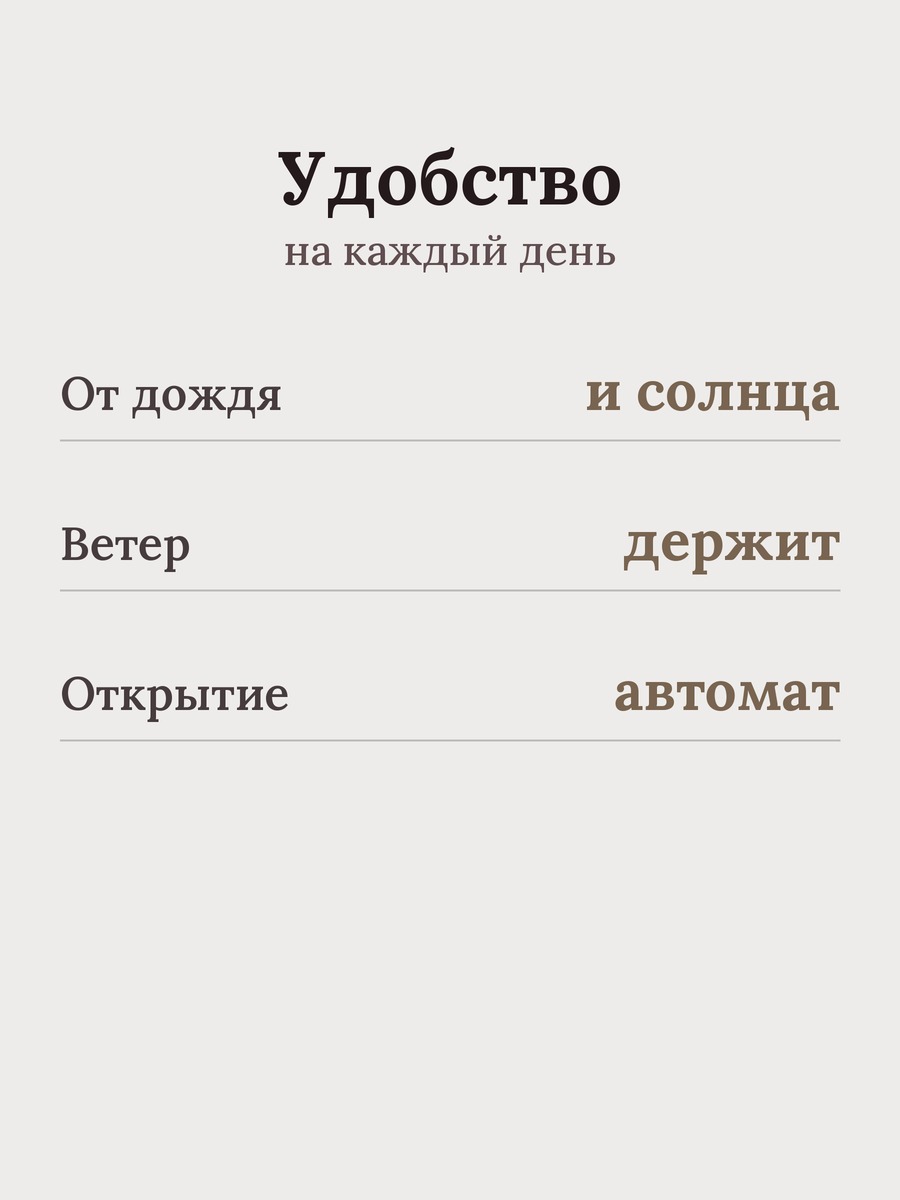 Удобство
на каждый день
От дождя и солнца
Ветер держит
Открытие автомат